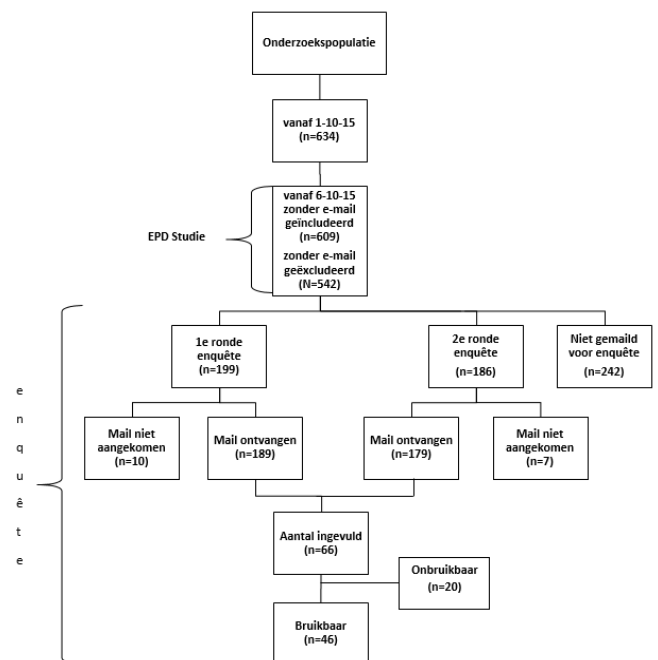 Onderzoekspopulatie
vanaf 1-10-15
(n=634)
vanaf 6-10-15
zonder e-mail
geïncludeerd
(n=609)
zonder e-mail
geëxcludeerd
(N=542)
EPD Studie
1e ronde
enquête
(n=199)
2e ronde
enquête
(n=186)
Niet gemaild
voor enquête
(n=242)
Mail niet
aangekomen
(n=10)
Mail ontvangen
(n=189)
Mail ontvangen
(n=179)
Mail niet
aangekomen
(n=7)
e
n
q
u
ê
t
e
Aantal ingevuld
(n=66)
Onbruikbaar
(n=20)
Bruikbaar
(n=46)